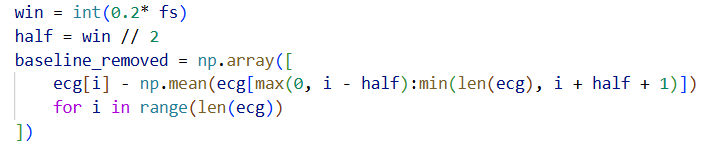 win = int(0.2* fs)
half = win // 2
baseline_removed = np.array([
    ecg[i] - np.mean(ecg[max(0, i - half):min(len(ecg), i + half + 1)])
    for i in range(len(ecg))
])